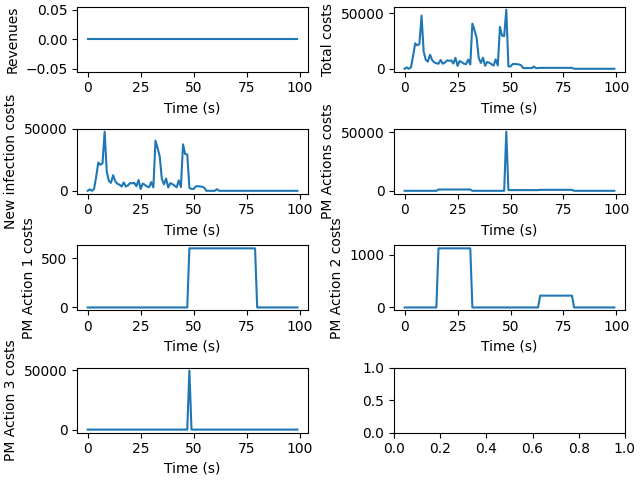 Revenues
0.05
0.00
−0.05
0 25 50 75 100
Time (s)
Total costs
50000
0
0 25 50 75 100
Time (s)
New infection costs
50000
0
0 25 50 75 100
Time (s)
PM Actions costs
50000
0
0 25 50 75 100
Time (s)
PM Action 1 costs
500
0
0 25 50 75 100
Time (s)
PM Action 2 costs
1000
0
0 25 50 75 100
Time (s)
PM Action 3 costs
50000
0
0 25 50 75 100
Time (s)
1.0
0.5
0.0
0.0 0.2 0.4 0.6 0.8 1.0